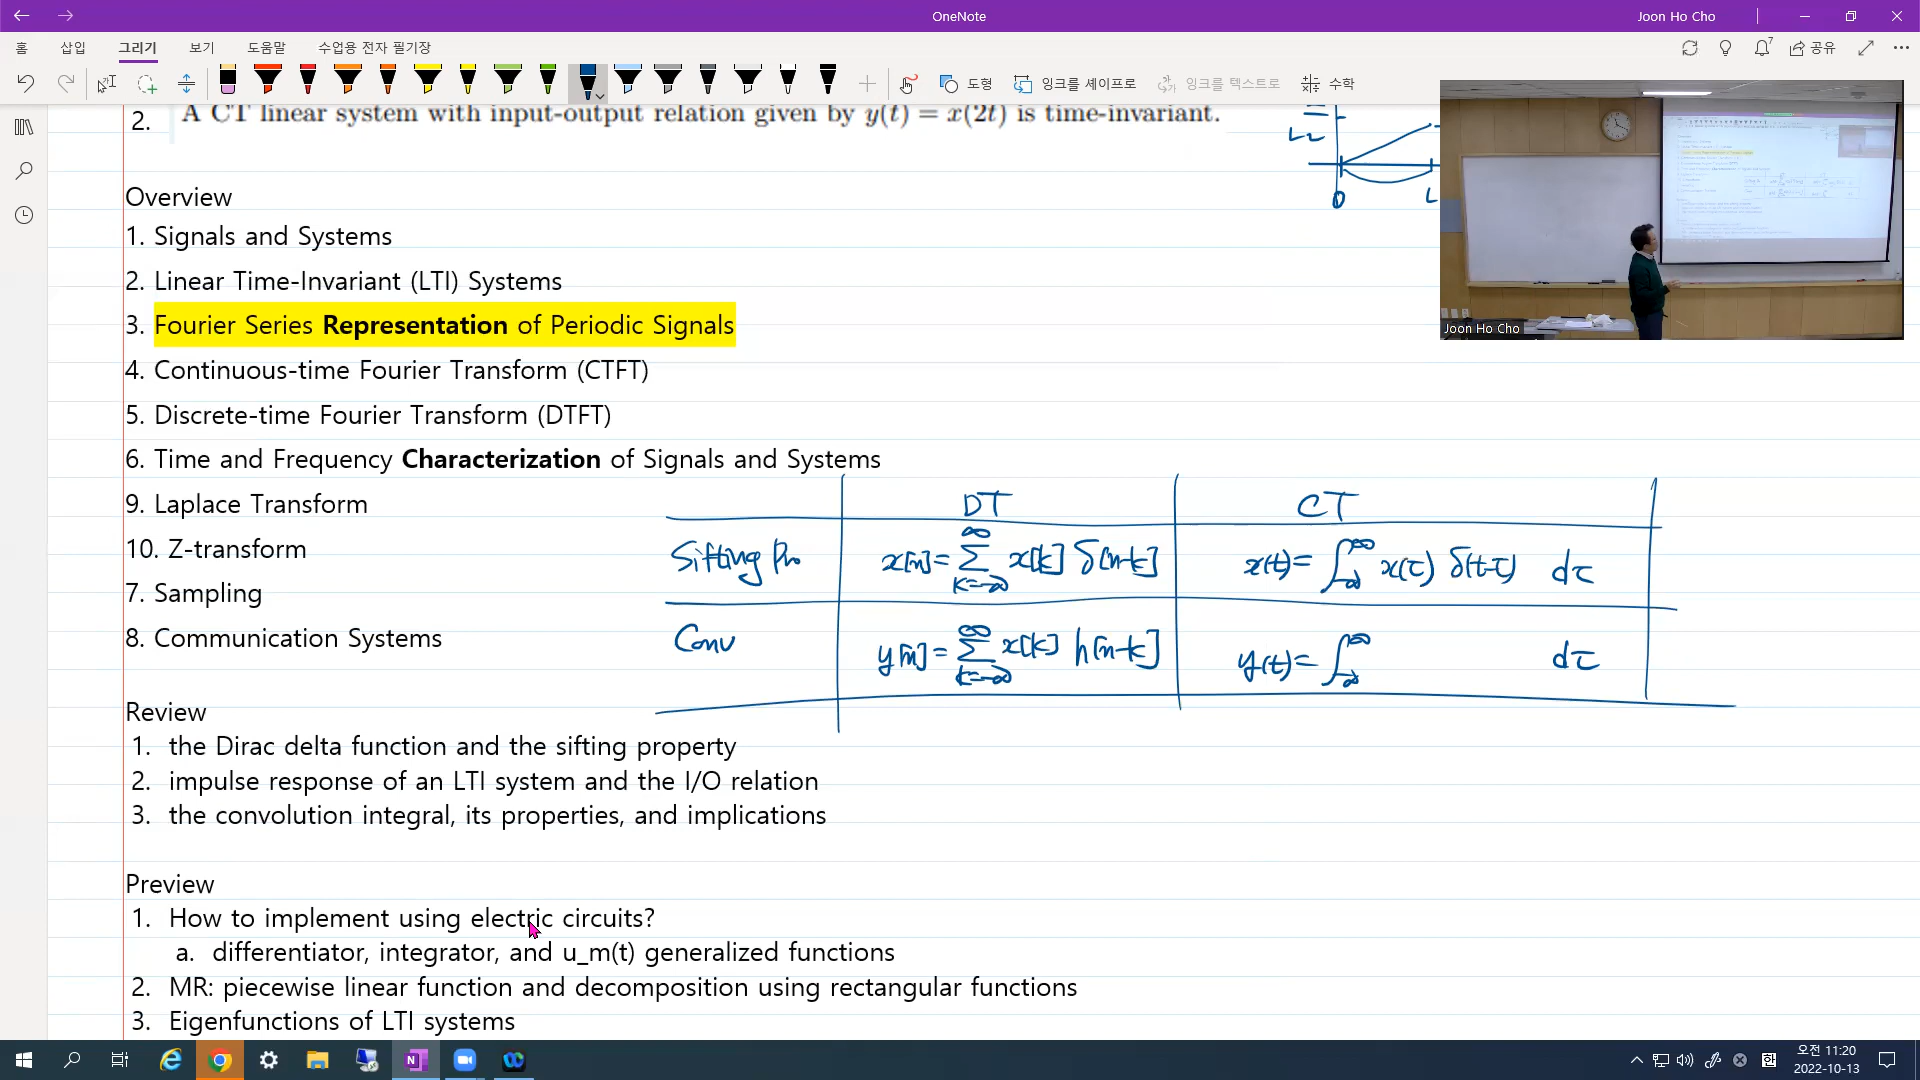 OneNote
Joon Ho Cho
홈 삽입 그리기 보기 도움말 수업용 전자 필기장
공유
도형 잉크를 셰이프로 잉크를 텍스트로 수학
2. A CT linear system with input-output relation given by y(t) = x(2t) is time-invariant.
0 L
Overview
1. Signals and Systems
2. Linear Time-Invariant (LTI) Systems
3. Fourier Series Representation of Periodic Signals
4. Continuous-time Fourier Transform (CTFT)
5. Discrete-time Fourier Transform (DTFT)
6. Time and Frequency Characterization of Signals and Systems
9. Laplace Transform
10. Z-transform
7. Sampling
8. Communication Systems
DT CT
Sifting Pro x[n]=∑_{k=-∞}^{∞} x[k] δ[n-k] x(t)=∫_{-∞}^{∞} x(τ) δ(t-τ) dτ
Conv y[n]=∑_{k=-∞}^{∞} x[k] h[n-k] y(t)=∫_{-∞}^{∞} dτ
Review
1. the Dirac delta function and the sifting property
2. impulse response of an LTI system and the I/O relation
3. the convolution integral, its properties, and implications
Preview
1. How to implement using electric circuits?
a. differentiator, integrator, and u_m(t) generalized functions
2. MR: piecewise linear function and decomposition using rectangular functions
3. Eigenfunctions of LTI systems
Joon Ho Cho
한
오전 11:20
2022-10-13